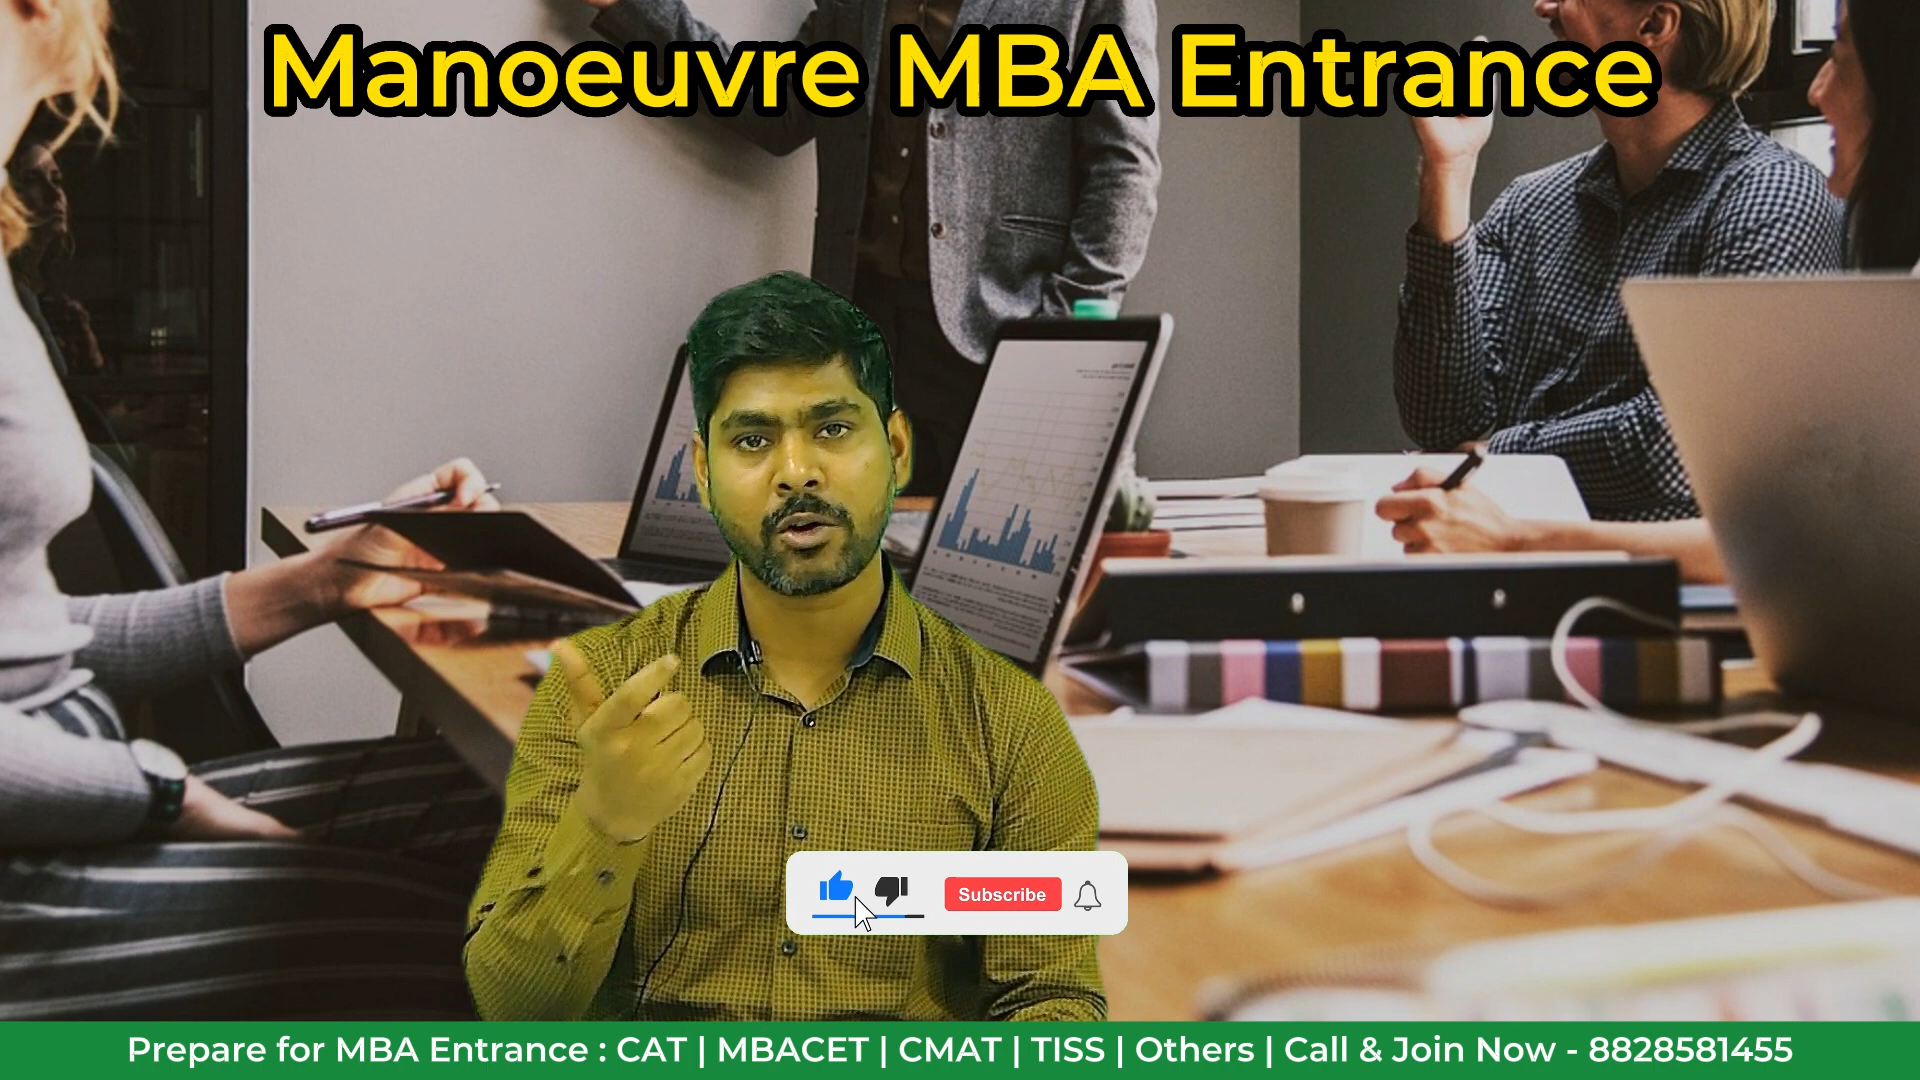 Manoeuvre MBA Entrance
Subscribe
Prepare for MBA Entrance : CAT | MBACET | CMAT | TISS | Others | Call & Join Now - 8828581455